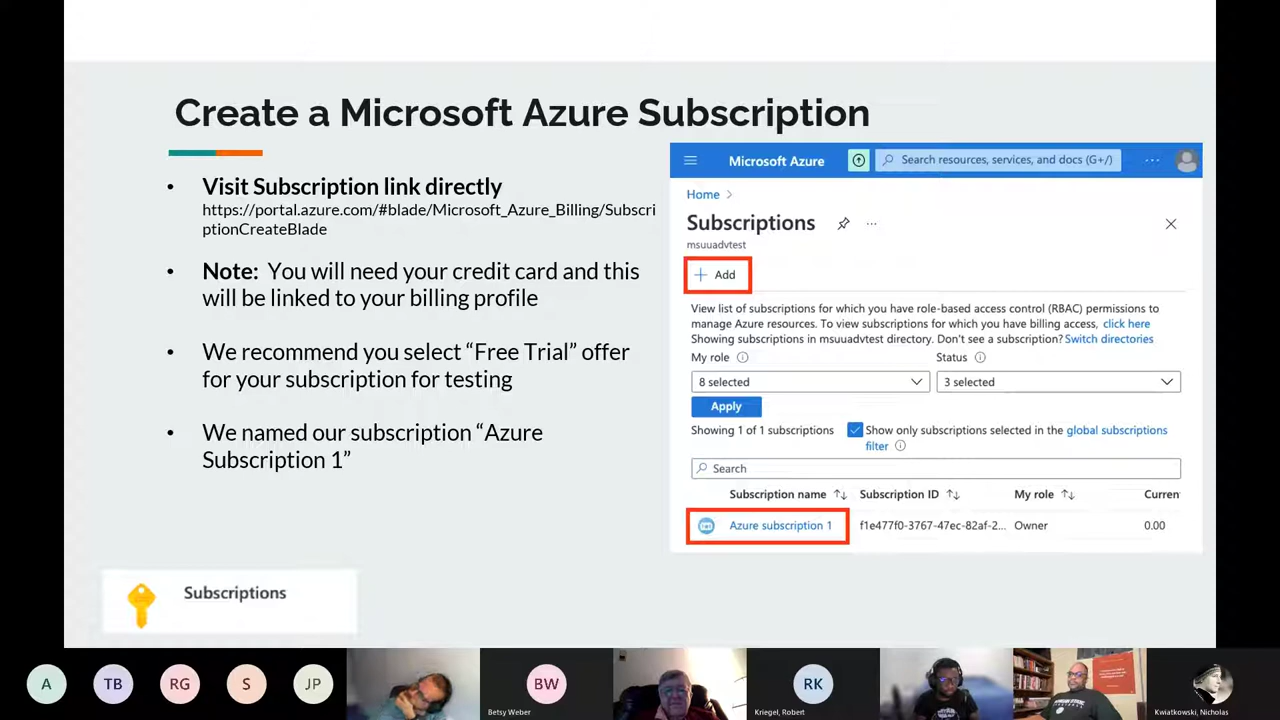 Create a Microsoft Azure Subscription
• Visit Subscription link directly
https://portal.azure.com/#blade/Microsoft_Azure_Billing/Subscri
ptionCreateBlade
• Note: You will need your credit card and this
will be linked to your billing profile
• We recommend you select “Free Trial” offer
for your subscription for testing
• We named our subscription “Azure
Subscription 1”
Subscriptions
Microsoft Azure
Search resources, services, and docs (G+/)
...
Home >
Subscriptions
...
msuuadvtest
+ Add
View list of subscriptions for which you have role-based access control (RBAC) permissions to
manage Azure resources. To view subscriptions for which you have billing access, click here
Showing subscriptions in msuuadvtest directory. Don't see a subscription? Switch directories
My role
Status
8 selected
3 selected
Apply
Showing 1 of 1 subscriptions
Show only subscriptions selected in the global subscriptions
filter
Search
Subscription name ↑↓ Subscription ID ↑↓ My role ↑↓ Curren
Azure subscription 1 f1e477f0-3767-47ec-82af-2... Owner 0.00
A
TB
RG
S
JP
BW
Betsy Weber
RK
Kriegel, Robert
Kwiatkowski, Nicholas